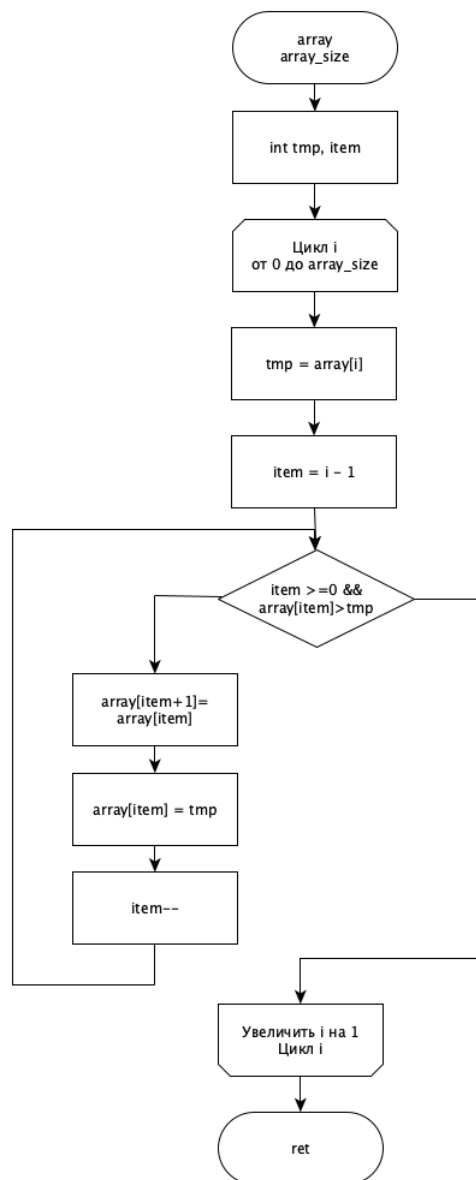 array
array_size
int tmp, item
Цикл i
от 0 до array_size
tmp = array[i]
item = i - 1
item >=0 &&
array[item]>tmp
array[item+1]=
array[item]
array[item] = tmp
item--
Увеличить i на 1
Цикл i
ret